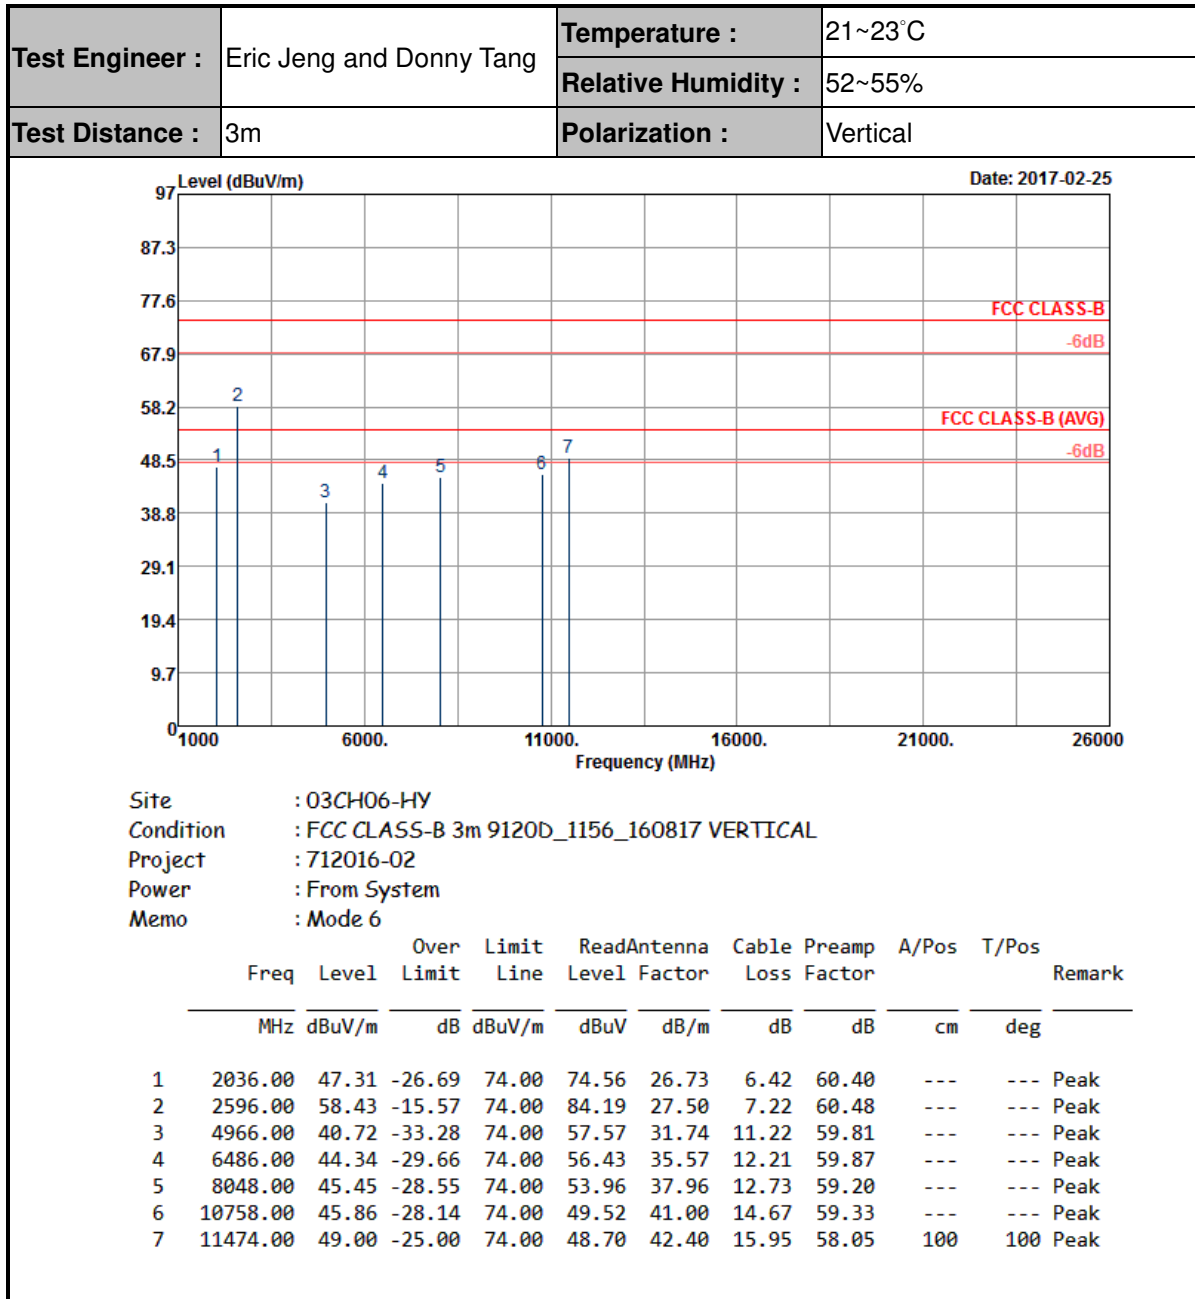 Test Engineer : Eric Jeng and Donny Tang Temperature : 21~23°C
Relative Humidity : 52~55%
Test Distance : 3m Polarization : Vertical
97 Level (dBuV/m) Date: 2017-02-25
87.3
77.6
FCC CLASS-B
-6dB
67.9
2
58.2
FCC CLASS-B (AVG)
-6dB
48.5
1
3
4
5
6
7
38.8
29.1
19.4
9.7
0
1000 6000. 11000. 16000. 21000. 26000
Frequency (MHz)
Site : 03CH06-HY
Condition : FCC CLASS-B 3m 9120D_1156_160817 VERTICAL
Project : 712016-02
Power : From System
Memo : Mode 6
Over Limit ReadAntenna Cable Preamp A/Pos T/Pos
Freq Level Limit Line Level Factor Loss Factor Remark
MHz dBuV/m dB dBuV/m dBuV dB/m dB dB cm deg
1 2036.00 47.31 -26.69 74.00 74.56 26.73 6.42 60.40 --- --- Peak
2 2596.00 58.43 -15.57 74.00 84.19 27.50 7.22 60.48 --- --- Peak
3 4966.00 40.72 -33.28 74.00 57.57 31.74 11.22 59.81 --- --- Peak
4 6486.00 44.34 -29.66 74.00 56.43 35.57 12.21 59.87 --- --- Peak
5 8048.00 45.45 -28.55 74.00 53.96 37.96 12.73 59.20 --- --- Peak
6 10758.00 45.86 -28.14 74.00 49.52 41.00 14.67 59.33 --- --- Peak
7 11474.00 49.00 -25.00 74.00 48.70 42.40 15.95 58.05 100 100 Peak